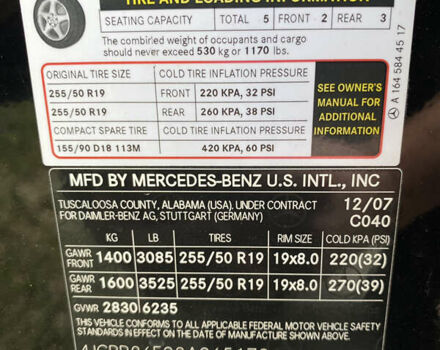 TIRE AND LOADING INFORMATION
SEATING CAPACITY TOTAL 5 FRONT 2 REAR 3
The combined weight of occupants and cargo
should never exceed 530 kg or 1170 lbs.
ORIGINAL TIRE SIZE COLD TIRE INFLATION PRESSURE
255/50 R19 FRONT 220 KPA, 32 PSI
255/50 R19 REAR 260 KPA, 38 PSI
COMPACT SPARE TIRE COLD TIRE INFLATION PRESSURE
155/90 D18 113M 420 KPA, 60 PSI
SEE OWNER'S
MANUAL FOR
ADDITIONAL
INFORMATION
A 164 584 45 17
MFD BY MERCEDES-BENZ U.S. INTL., INC
TUSCALOOSA COUNTY, ALABAMA (USA). UNDER CONTRACT 12/07
FOR DAIMLER-BENZ AG, STUTTGART (GERMANY) C040
KG LB TIRES RIM SIZE COLD KPA (PSI)
GAWR
FRONT 1400 3085 255/50 R19 19x8.0 220(32)
GAWR
REAR 1600 3525 255/50 R19 19x8.0 270(39)
GVWR 2830 6235
THIS VEHICLE CONFORMS TO ALL APPLICABLE U.S. FEDERAL MOTOR VEHICLE
SAFETY STANDARDS IN EFFECT ON THE DATE OF MANUFACTURE SHOWN ABOVE.